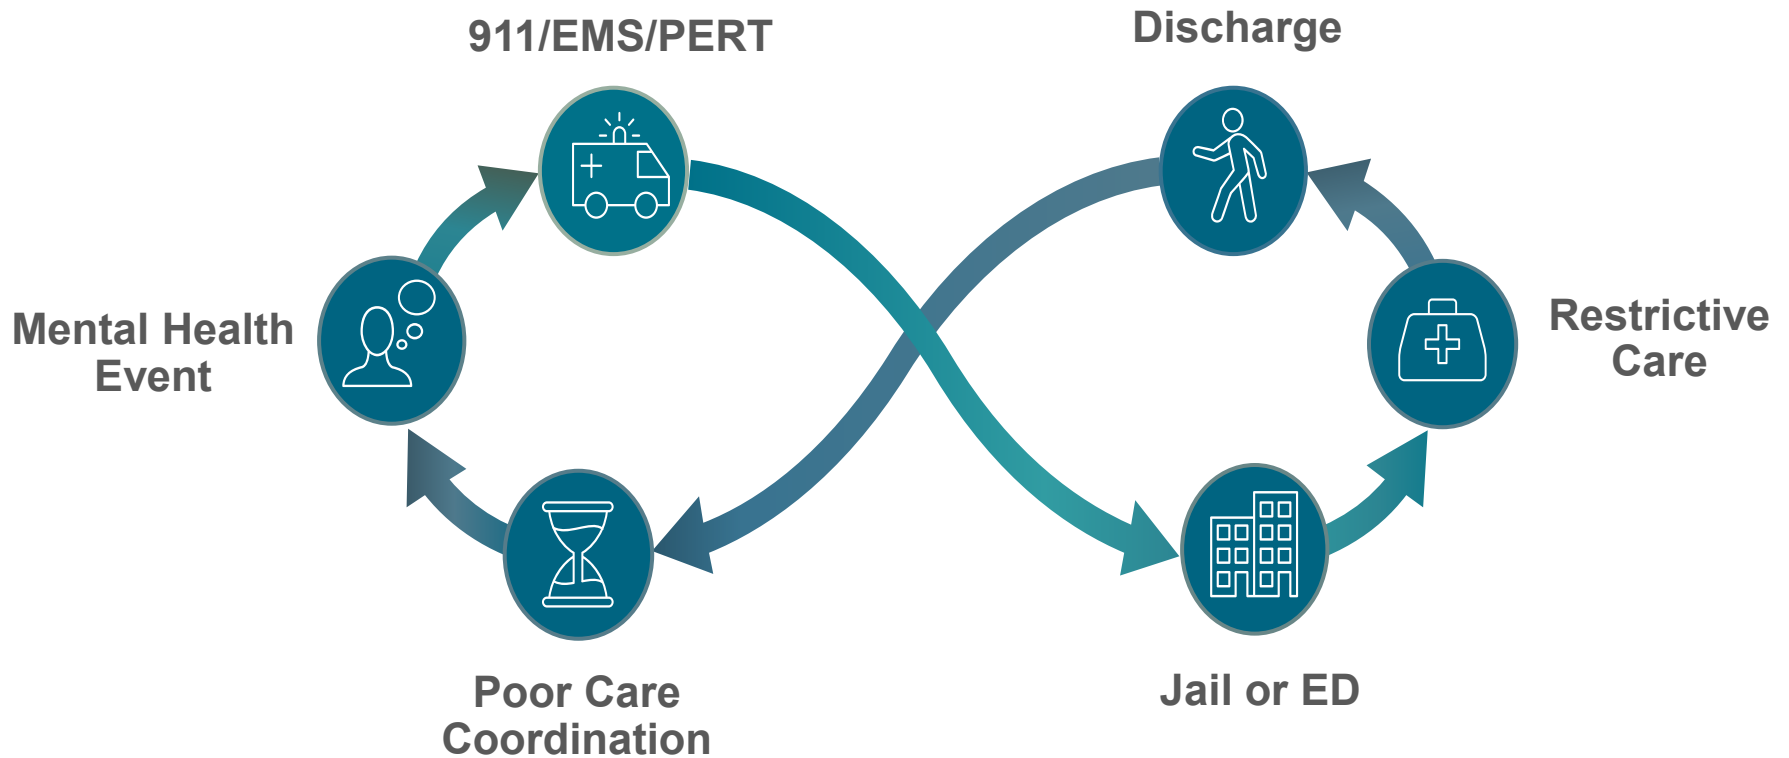 911/EMS/PERT
Discharge
Mental Health
Event
Restrictive
Care
Poor Care
Coordination
Jail or ED